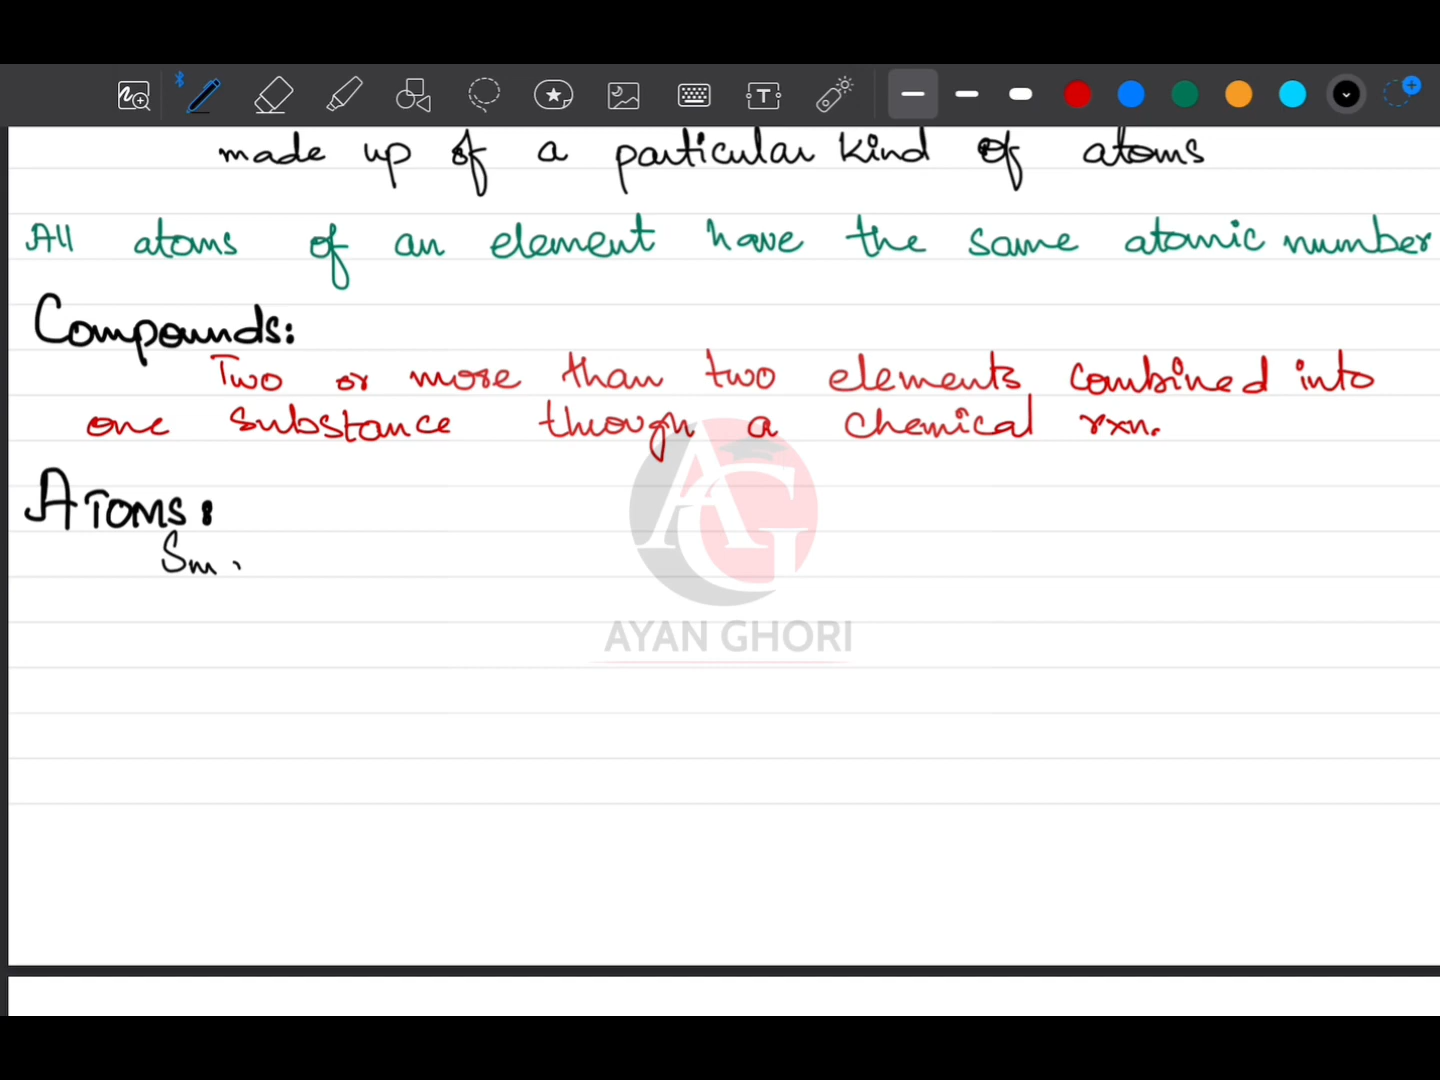 made up of a particular kind of atoms
All atoms of an element have the same atomic number
Compounds:
Two or more than two elements combined into
one substance through a chemical rxn.
ATOMS:
Sm
AYAN GHORI